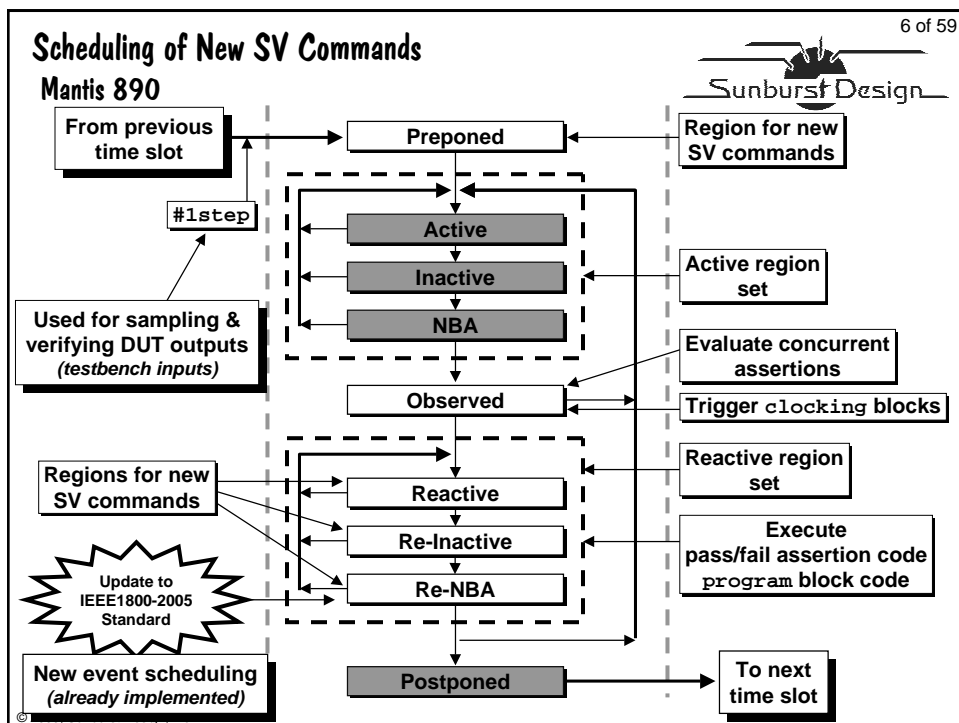 6 of 59
Scheduling of New SV Commands
Mantis 890
Sunburst Design
From previous
time slot
Preponed
Region for new
SV commands
#1step
Active
Inactive
NBA
Active region
set
Used for sampling &
verifying DUT outputs
(testbench inputs)
Evaluate concurrent
assertions
Observed
Trigger clocking blocks
Regions for new
SV commands
Reactive region
set
Reactive
Re-Inactive
Re-NBA
Execute
pass/fail assertion code
program block code
Update to
IEEE1800-2005
Standard
New event scheduling
(already implemented)
Postponed
To next
time slot
©